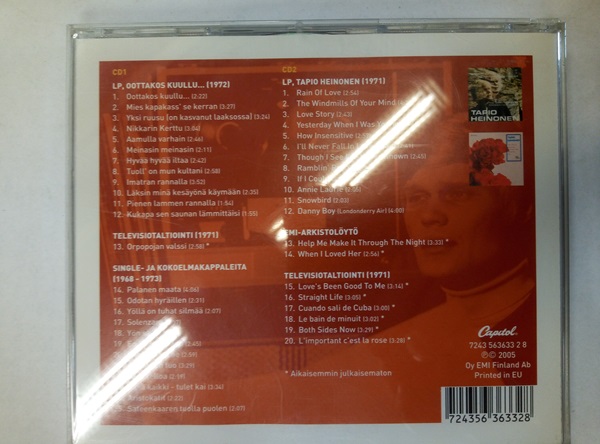 CD1
LP, OOTTAKOS KUULLU... (1972)
1. Oottakos kuullu... (2:22)
2. Mies kapakass' se kerran (3:27)
3. Yksi ruusu (on kasvanut laaksossa) (3:24)
4. Nikkarin Kerttu (3:04)
5. Aamulla varhain (2:46)
6. Meinasin meinasin (2:11)
7. Hyvää hyvää iltaa (2:42)
8. Tuoll' on mun kultani (2:58)
9. Imatran rannalla (3:52)
10. Läksin minä kesäyönä käymään (2:35)
11. Pienen lammen rannalla (1:54)
12. Kukapa sen saunan lämmittäisi (1:55)
TELEVISIOTALTIOINTI (1971)
13. Orpopojan valssi (2:58) *
SINGLE- JA KOKOELMAKAPPALEITA
(1968 - 1973)
14. Palanen maata (4:06)
15. Odotan hyräillen (2:31)
16. Yöllä on tuhat silmää (2:07)
17.
18.
19.
kaikki - tulet kai (3:34)
Sateenkaaren tuolla puolen (2:07)
CD2
LP, TAPIO HEINONEN (1971)
1. Rain Of Love (2:54)
2. The Windmills Of Your Mind
3. Love Story (2:43)
4. Yesterday When I Was
5. How Insensitive
6. I'll Never Fall In
7. Though I See (2:45)
8. Ramblin'
9. If I
10. Annie Laurie
11. Snowbird (2:03)
12. Danny Boy (Londonderry Air) (4:00)
EMI-ARKISTOLÖYTÖ
13. Help Me Make It Through The Night (3:33) *
14. When I Loved Her (2:56) *
TELEVISIOTALTIOINTI (1971)
15. Love's Been Good To Me (3:14) *
16. Straight Life (3:05) *
17. Cuando sali de Cuba (3:00) *
18. Le bain de minuit (3:02) *
19. Both Sides Now (3:29) *
20. L'important c'est la rose (3:28) *
* Aikaisemmin julkaisematon
TAPIO
HEINONEN
Capitol
7243 563633 2 8
℗© 2005
Oy EMI Finland Ab
Printed in EU
724356 363328